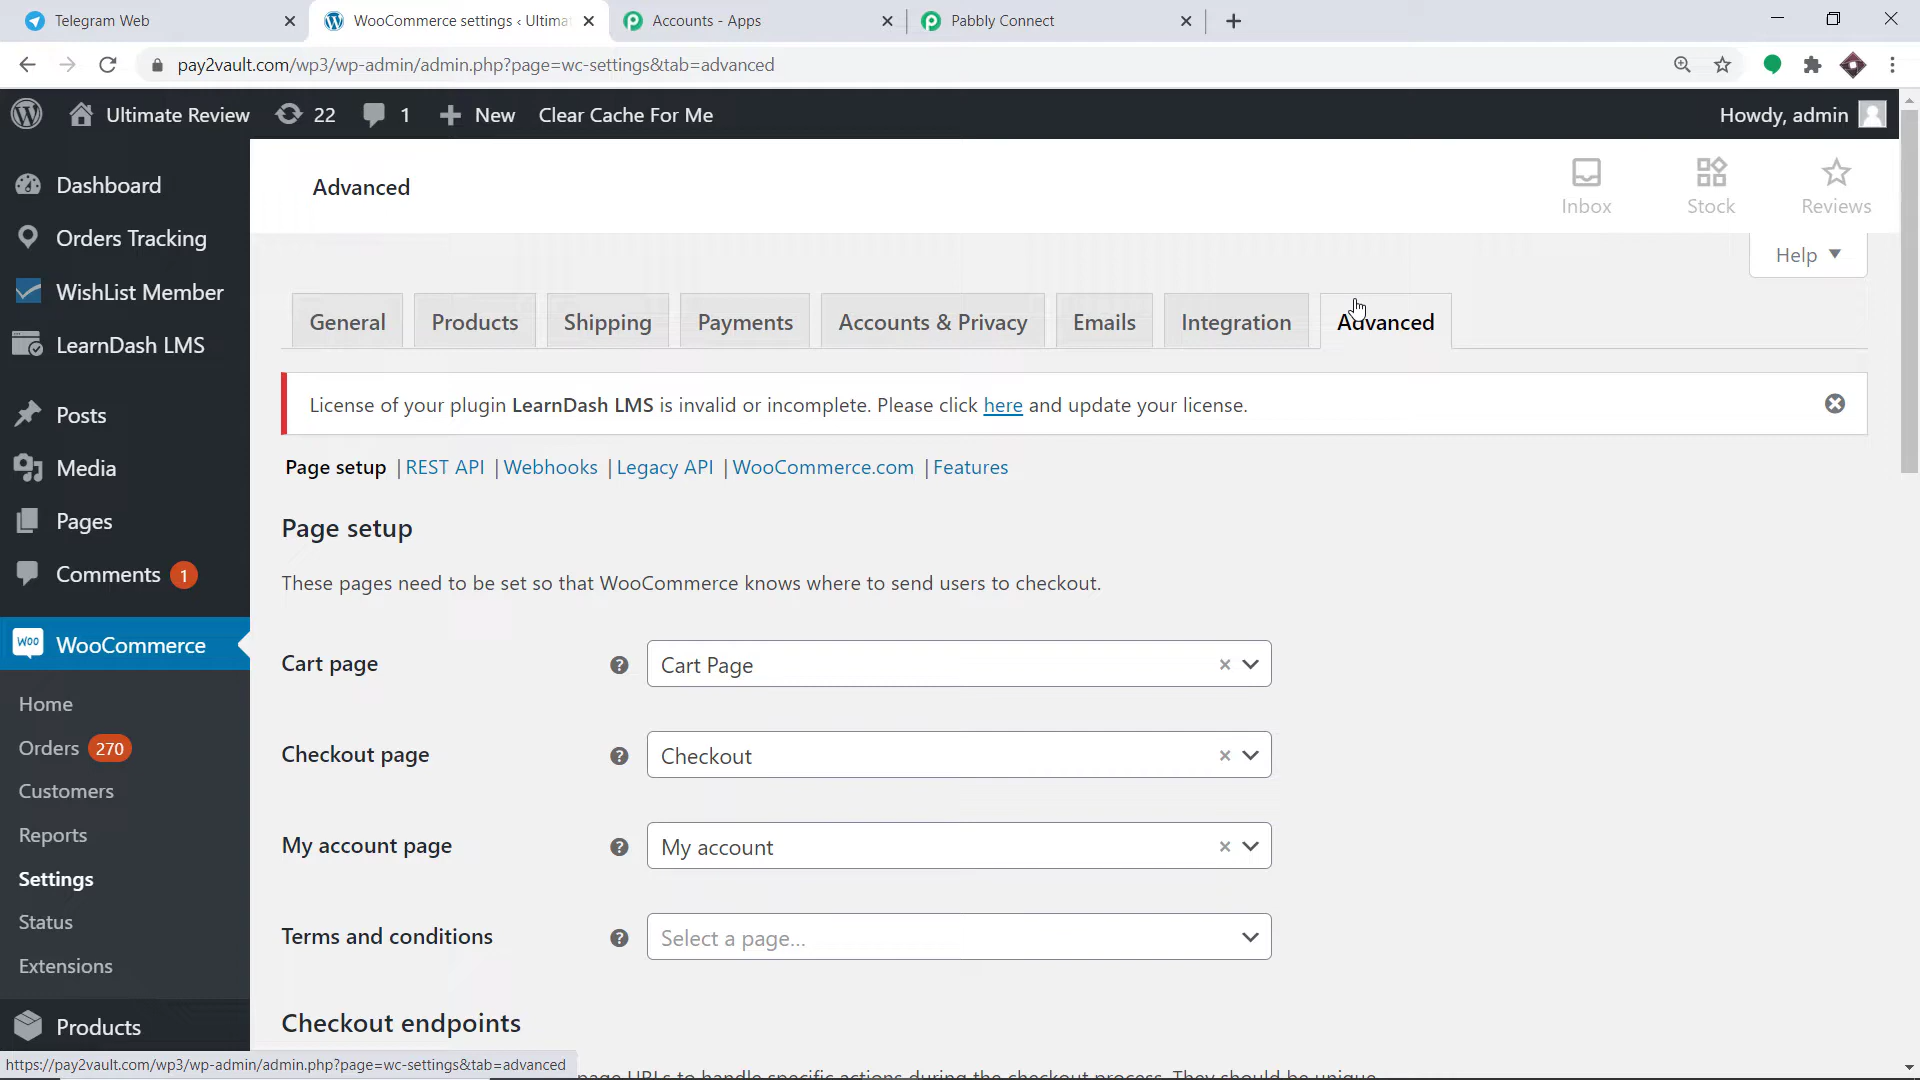 Telegram Web
WooCommerce settings ‹ Ultima
Accounts - Apps
Pabbly Connect
pay2vault.com/wp3/wp-admin/admin.php?page=wc-settings&tab=advanced
Ultimate Review
22
1
New
Clear Cache For Me
Howdy, admin
Dashboard
Orders Tracking
WishList Member
LearnDash LMS
Posts
Media
Pages
Comments 1
Woo WooCommerce
Home
Orders 270
Customers
Reports
Settings
Status
Extensions
Products
Advanced
Inbox
Stock
Reviews
Help
General
Products
Shipping
Payments
Accounts & Privacy
Emails
Integration
Advanced
License of your plugin LearnDash LMS is invalid or incomplete. Please click here and update your license.
Page setup | REST API | Webhooks | Legacy API | WooCommerce.com | Features
Page setup
These pages need to be set so that WooCommerce knows where to send users to checkout.
Cart page
Cart Page
Checkout page
Checkout
My account page
My account
Terms and conditions
Select a page...
Checkout endpoints
page URLs to handle specific actions during the checkout process. They should be unique
https://pay2vault.com/wp3/wp-admin/admin.php?page=wc-settings&tab=advanced